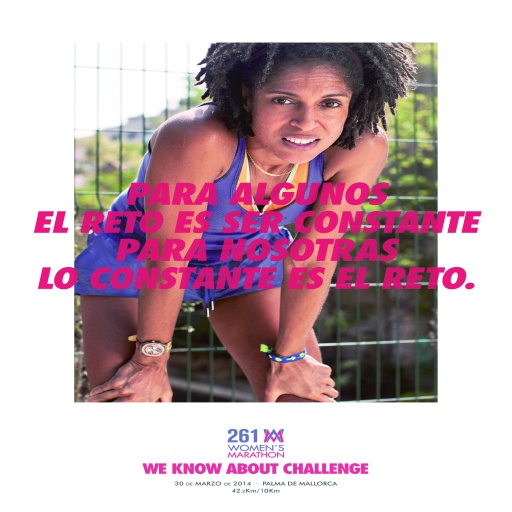 PARA ALGUNOS
EL RETO ES SER CONSTANTE
PARA NOSOTRAS
LO CONSTANTE ES EL RETO.
261
WOMEN'S
MARATHON
WE KNOW ABOUT CHALLENGE
30 DE MARZO DE 2014 · PALMA DE MALLORCA
42,2Km/10Km